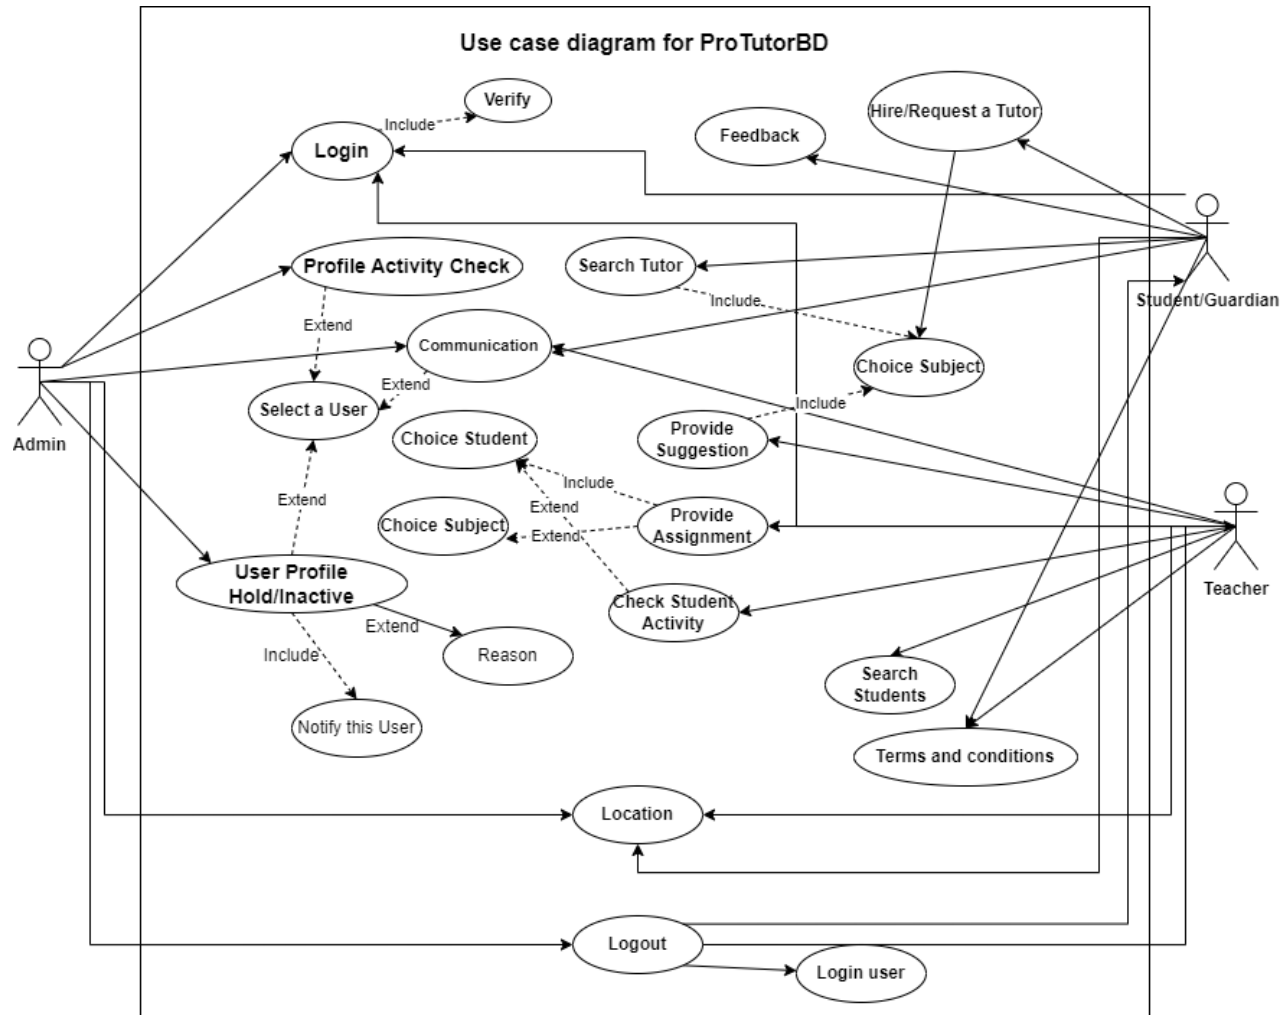 Use case diagram for ProTutorBD
Verify
Include
Login
Feedback
Hire/Request a Tutor
Profile Activity Check
Search Tutor
Include
Student/Guardian
Extend
Communication
Choice Subject
Extend
Select a User
Include
Admin
Choice Student
Provide
Suggestion
Include
Extend
Extend
Choice Subject
Extend
Provide
Assignment
User Profile
Hold/Inactive
Check Student
Activity
Teacher
Extend
Include
Reason
Search
Students
Notify this User
Terms and conditions
Location
Logout
Login user